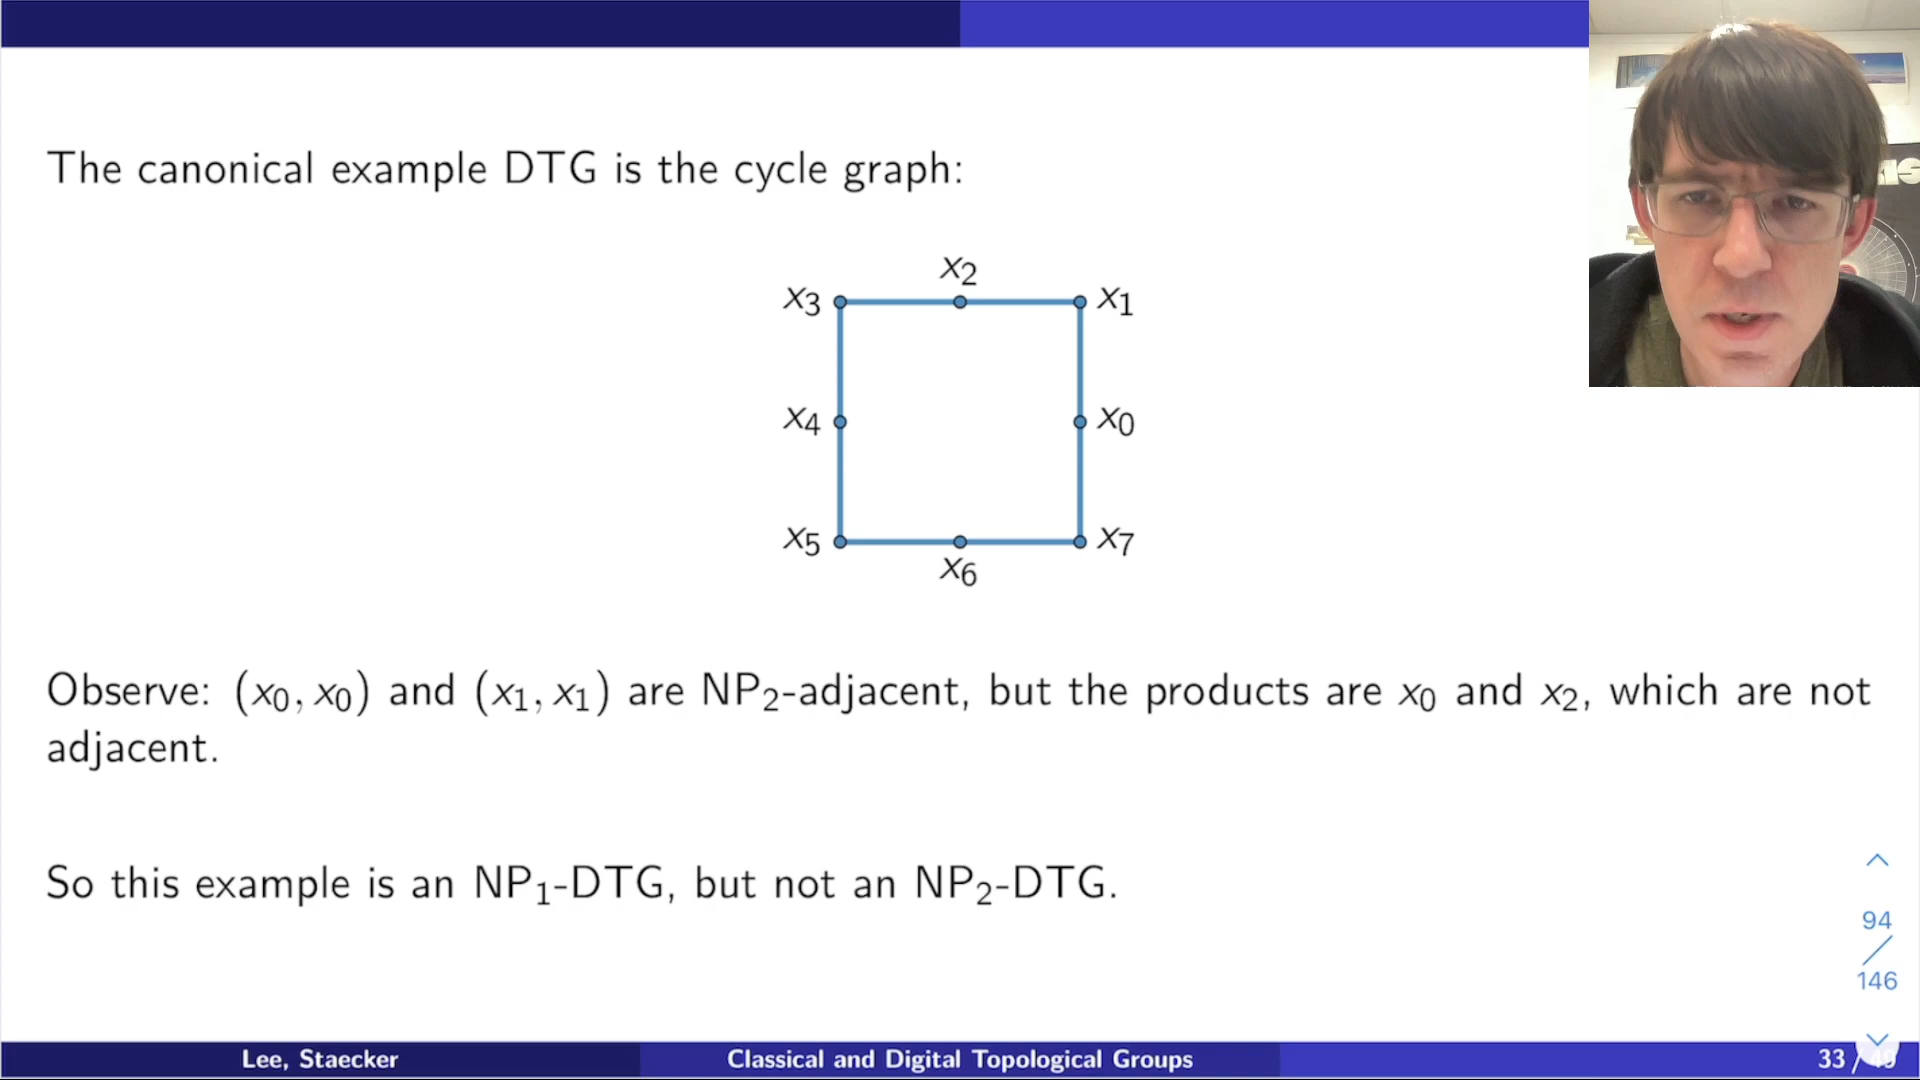 The canonical example DTG is the cycle graph:
x₂
x₃
x₁
x₄
x₀
x₅
x₇
x₆
Observe: (x₀, x₀) and (x₁, x₁) are NP₂-adjacent, but the products are x₀ and x₂, which are not
adjacent.
So this example is an NP₁-DTG, but not an NP₂-DTG.
94
/
146
Lee, Staecker
Classical and Digital Topological Groups
33 /